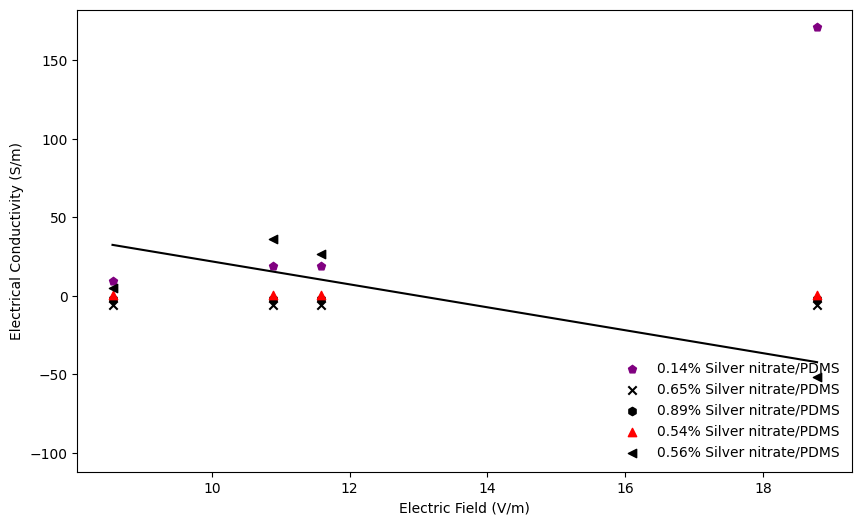 150
100
50
0
−50
−100
Electrical Conductivity (S/m)
0.14% Silver nitrate/PDMS
0.65% Silver nitrate/PDMS
0.89% Silver nitrate/PDMS
0.54% Silver nitrate/PDMS
0.56% Silver nitrate/PDMS
10 12 14 16 18
Electric Field (V/m)